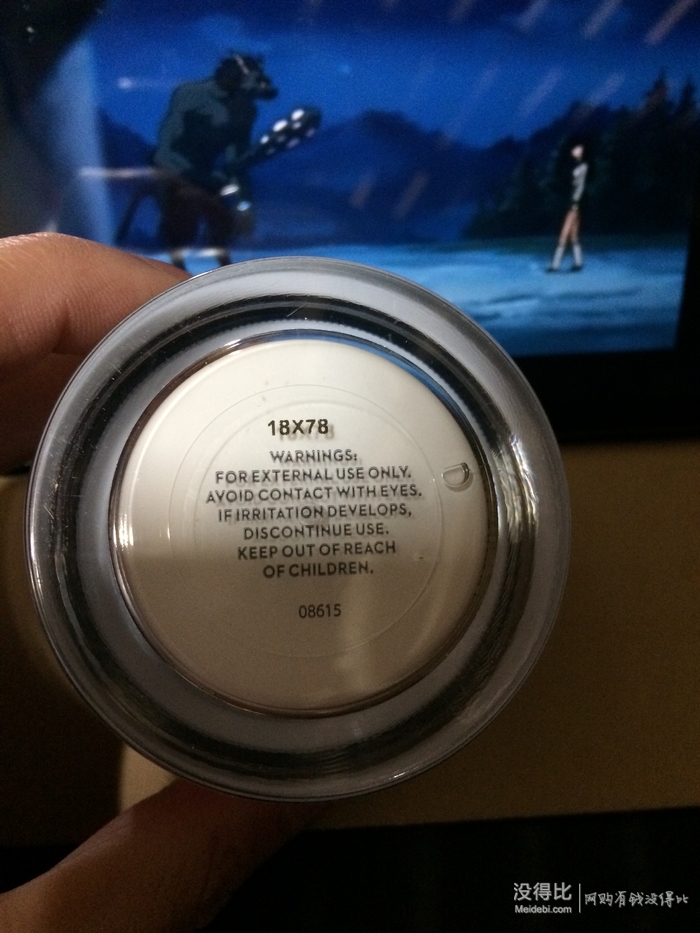 18X78
WARNINGS:
FOR EXTERNAL USE ONLY.
AVOID CONTACT WITH EYES.
IF IRRITATION DEVELOPS,
DISCONTINUE USE.
KEEP OUT OF REACH
OF CHILDREN.
08615
D
没得比
Meidebi.com
网购有钱没得比